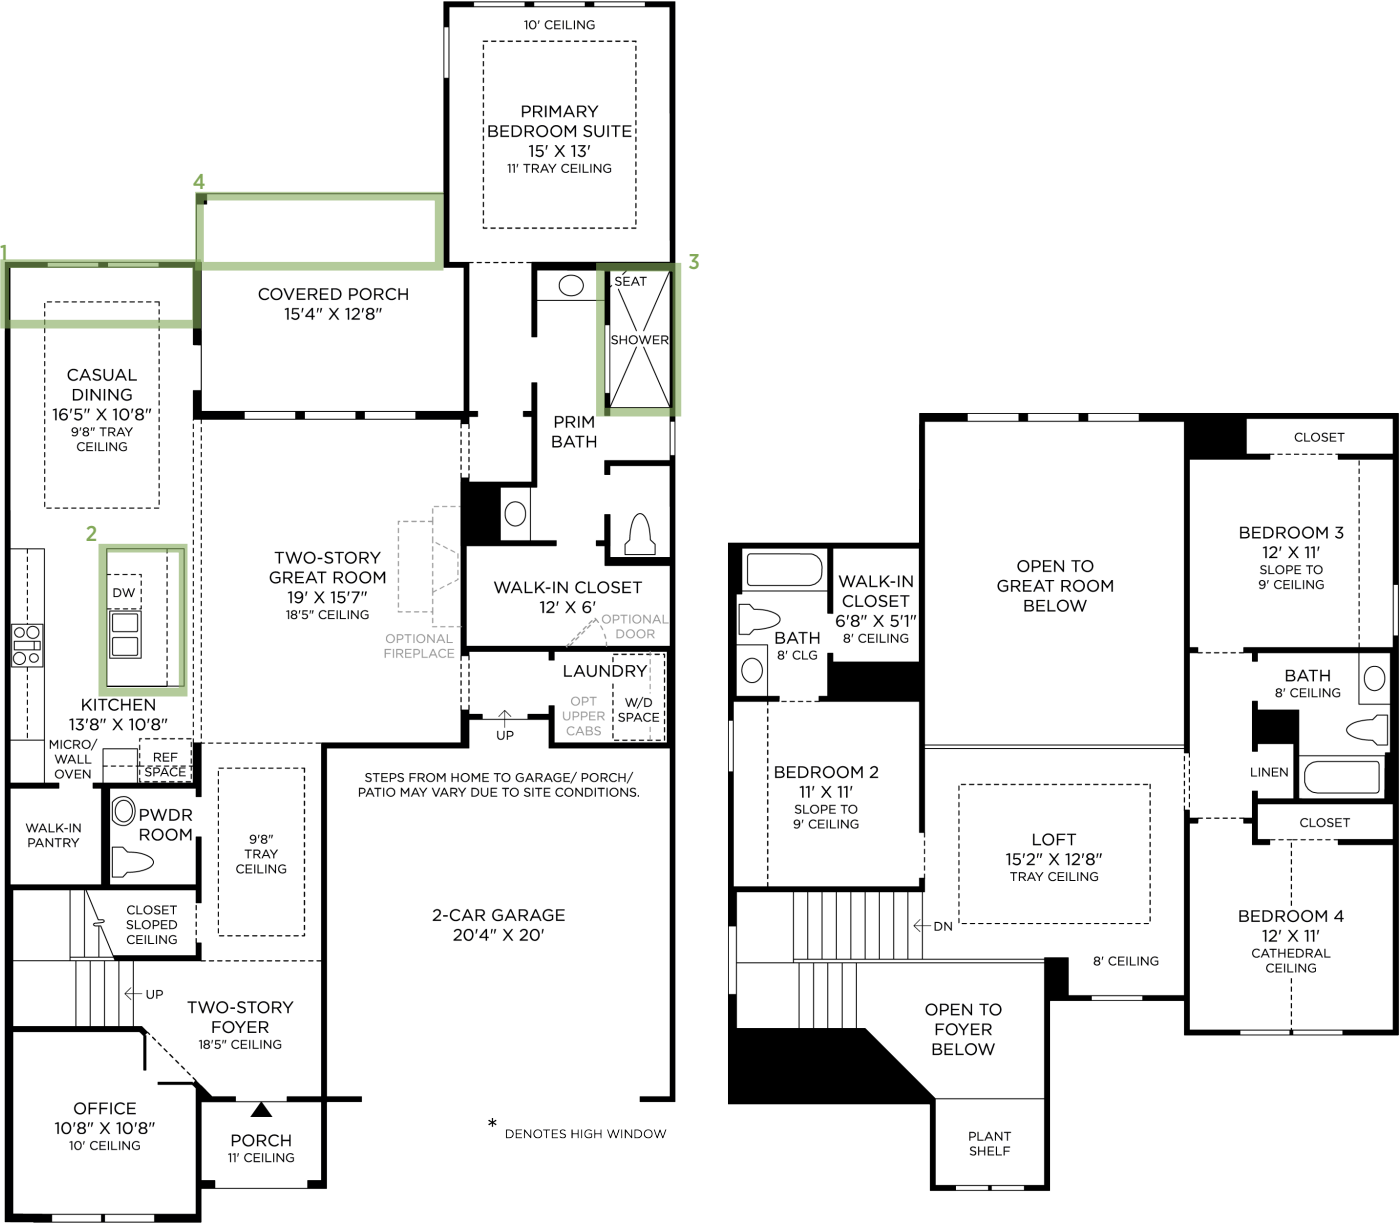 10' CEILING
PRIMARY
BEDROOM SUITE
15' X 13'
11' TRAY CEILING
4
1
3
COVERED PORCH
15'4" X 12'8"
SEAT
SHOWER
CASUAL
DINING
16'5" X 10'8"
9'8" TRAY
CEILING
PRIM
BATH
2
DW
TWO-STORY
GREAT ROOM
19' X 15'7"
18'5" CEILING
OPTIONAL
FIREPLACE
WALK-IN CLOSET
12' X 6'
OPTIONAL
DOOR
LAUNDRY
OPT
UPPER
CABS
W/D
SPACE
UP
KITCHEN
13'8" X 10'8"
MICRO/
WALL
OVEN
REF
SPACE
STEPS FROM HOME TO GARAGE/ PORCH/
PATIO MAY VARY DUE TO SITE CONDITIONS.
WALK-IN
PANTRY
PWDR
ROOM
9'8"
TRAY
CEILING
CLOSET
SLOPED
CEILING
2-CAR GARAGE
20'4" X 20'
UP
TWO-STORY
FOYER
18'5" CEILING
OFFICE
10'8" X 10'8"
10' CEILING
PORCH
11' CEILING
* DENOTES HIGH WINDOW
CLOSET
BEDROOM 3
12' X 11'
SLOPE TO
9' CEILING
OPEN TO
GREAT ROOM
BELOW
WALK-IN
CLOSET
6'8" X 5'1"
8' CEILING
BATH
8' CLG
BATH
8' CEILING
LINEN
CLOSET
BEDROOM 2
11' X 11'
SLOPE TO
9' CEILING
LOFT
15'2" X 12'8"
TRAY CEILING
DN
8' CEILING
BEDROOM 4
12' X 11'
CATHEDRAL
CEILING
OPEN TO
FOYER
BELOW
PLANT
SHELF